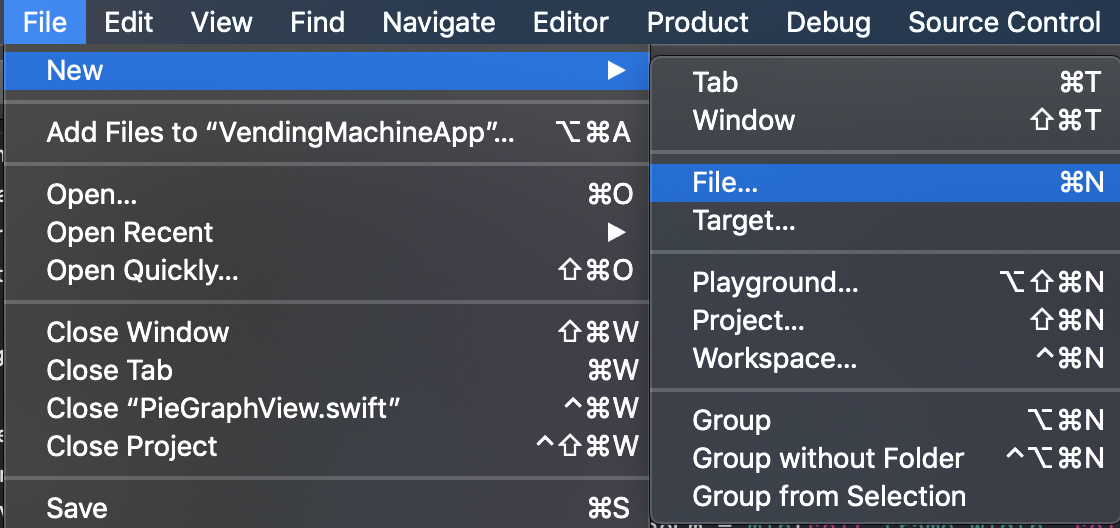 File Edit View Find Navigate Editor Product Debug Source Control
New ▶
Add Files to “VendingMachineApp”... ⌥⌘A
Open... ⌘O
Open Recent ▶
Open Quickly... ⇧⌘O
Close Window ⇧⌘W
Close Tab ⌘W
Close “PieGraphView.swift” ^⌘W
Close Project ^⇧⌘W
Save ⌘S
Tab ⌘T
Window ⇧⌘T
File... ⌘N
Target...
Playground... ⌥⇧⌘N
Project... ⇧⌘N
Workspace... ^⌘N
Group ⌥⌘N
Group without Folder ^⌥⌘N
Group from Selection